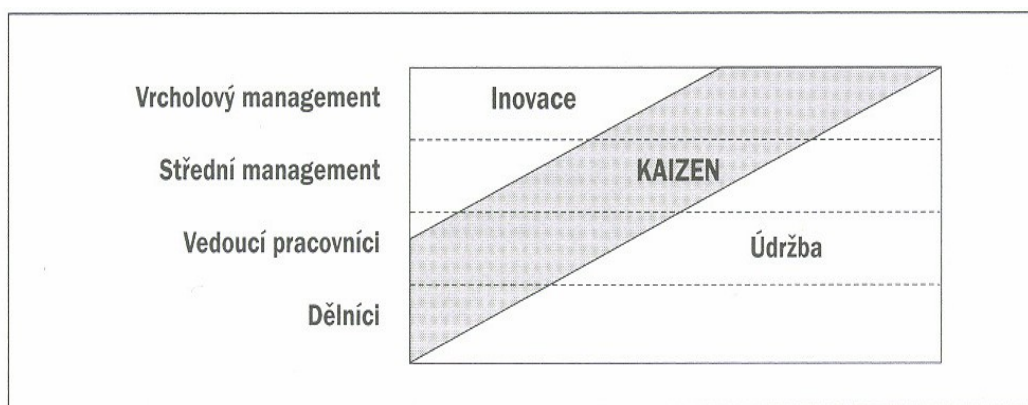 Vrcholový management
Inovace
Střední management
KAIZEN
Vedoucí pracovníci
Údržba
Dělníci